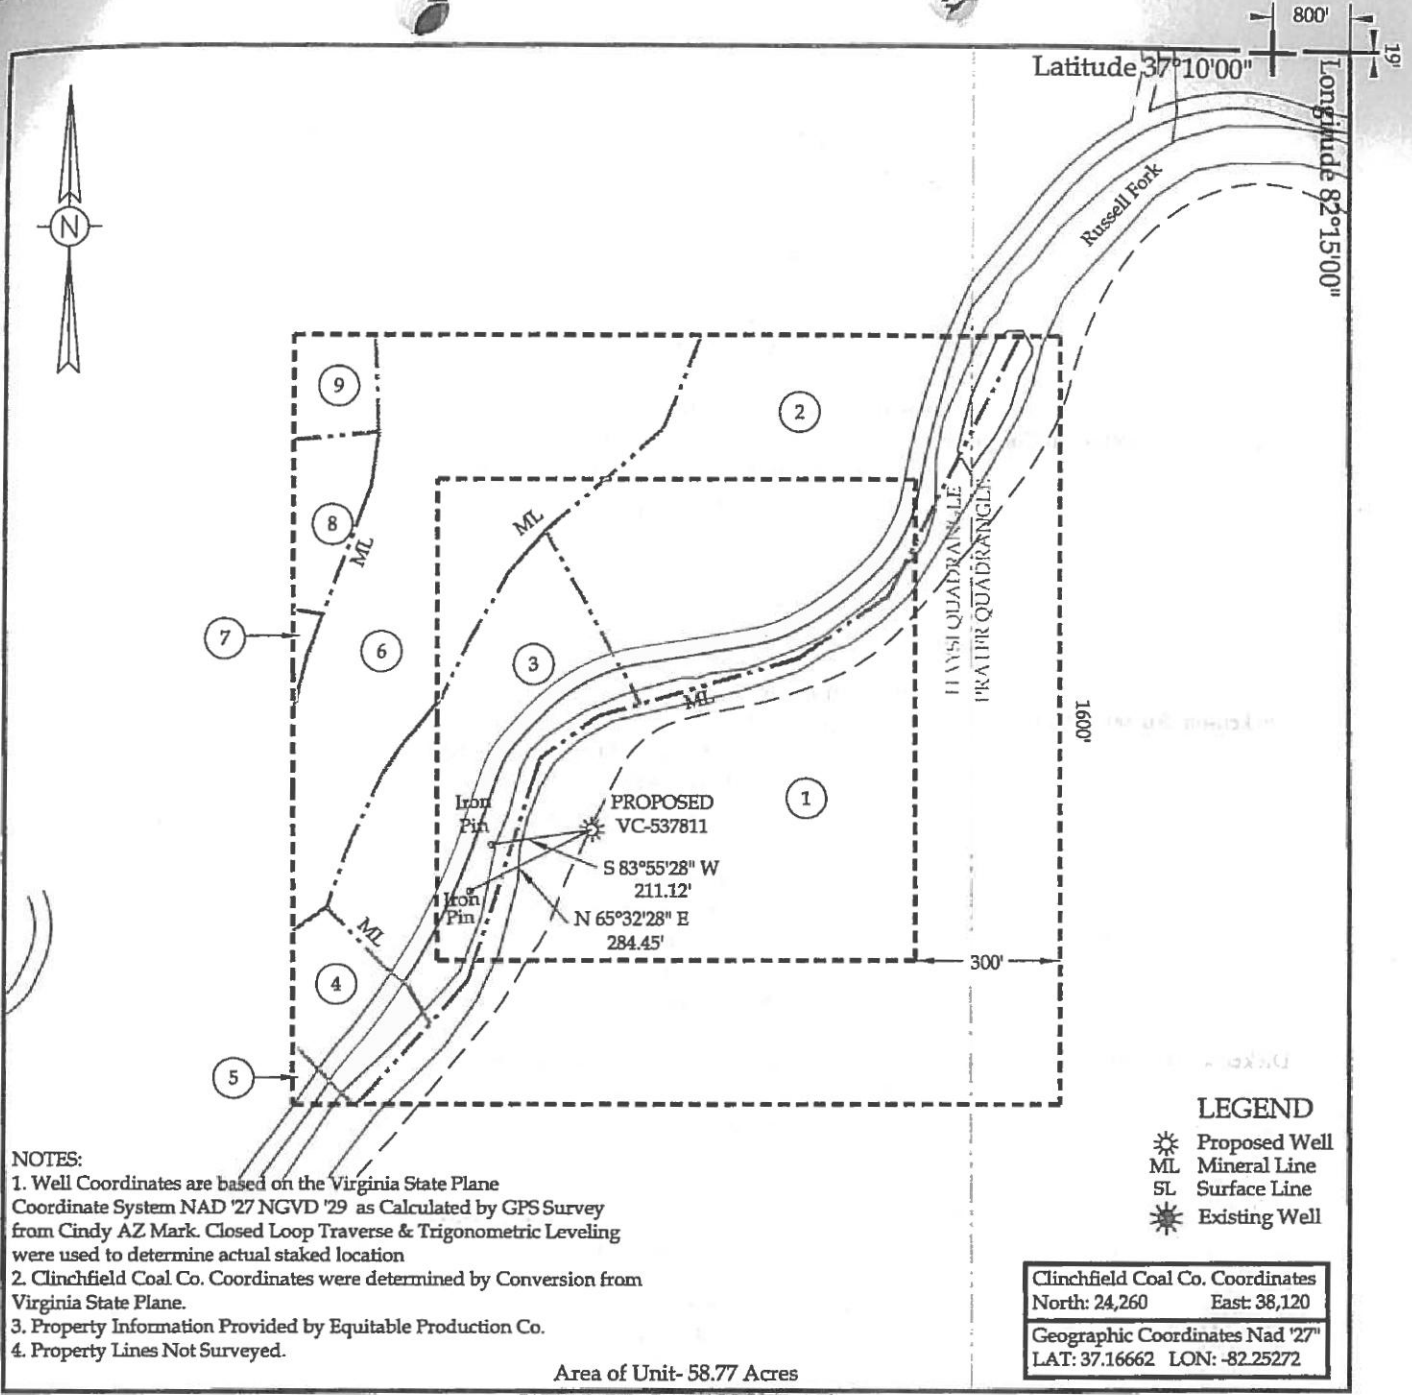 800'
19'
Latitude 37°10'00"
Longitude 82°15'00"
N
Russell Fork
9
2
8
ML
ML
7
6
3
HAYSI QUADRANGLE
PRATER QUADRANGLE
ML
1600'
1
Iron
Pin
PROPOSED
VC-537811
S 83°55'28" W
211.12'
Iron
Pin
N 65°32'28" E
284.45'
ML
300'
4
5
LEGEND
Proposed Well
ML Mineral Line
SL Surface Line
Existing Well
NOTES:
1. Well Coordinates are based on the Virginia State Plane
Coordinate System NAD '27 NGVD '29 as Calculated by GPS Survey
from Cindy AZ Mark. Closed Loop Traverse & Trigonometric Leveling
were used to determine actual staked location
2. Clinchfield Coal Co. Coordinates were determined by Conversion from
Virginia State Plane.
3. Property Information Provided by Equitable Production Co.
4. Property Lines Not Surveyed.
Clinchfield Coal Co. Coordinates
North: 24,260 East: 38,120
Geographic Coordinates Nad '27"
LAT: 37.16662 LON: -82.25272
Area of Unit- 58.77 Acres